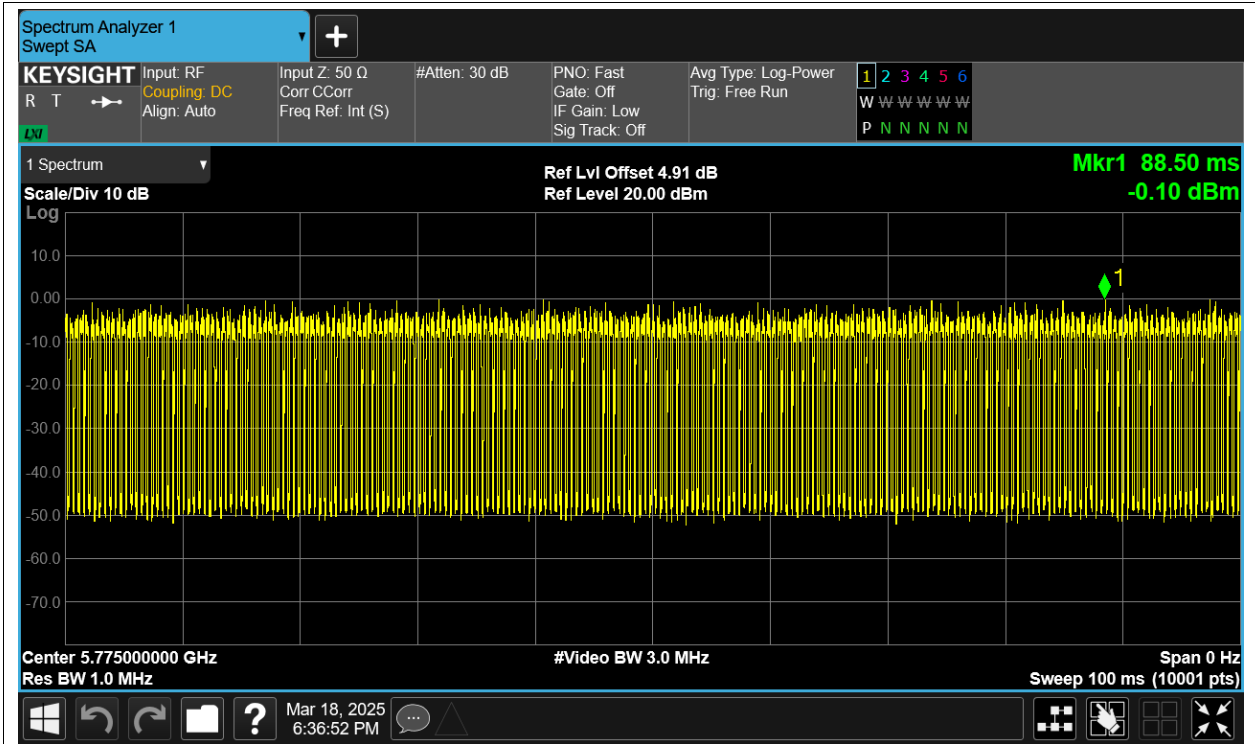 Spectrum Analyzer 1
Swept SA
KEYSIGHT
R T
LXI
Input: RF
Coupling: DC
Align: Auto
Input Z: 50 Ω
Corr CCorr
Freq Ref: Int (S)
#Atten: 30 dB
PNO: Fast
Gate: Off
IF Gain: Low
Sig Track: Off
Avg Type: Log-Power
Trig: Free Run
1 2 3 4 5 6
W W W W W W
P N N N N N
1 Spectrum
Scale/Div 10 dB
Log
Ref Lvl Offset 4.91 dB
Ref Level 20.00 dBm
Mkr1 88.50 ms
-0.10 dBm
10.0
0.00
-10.0
-20.0
-30.0
-40.0
-50.0
-60.0
-70.0
1
Center 5.775000000 GHz
Res BW 1.0 MHz
#Video BW 3.0 MHz
Span 0 Hz
Sweep 100 ms (10001 pts)
?
Mar 18, 2025
6:36:52 PM